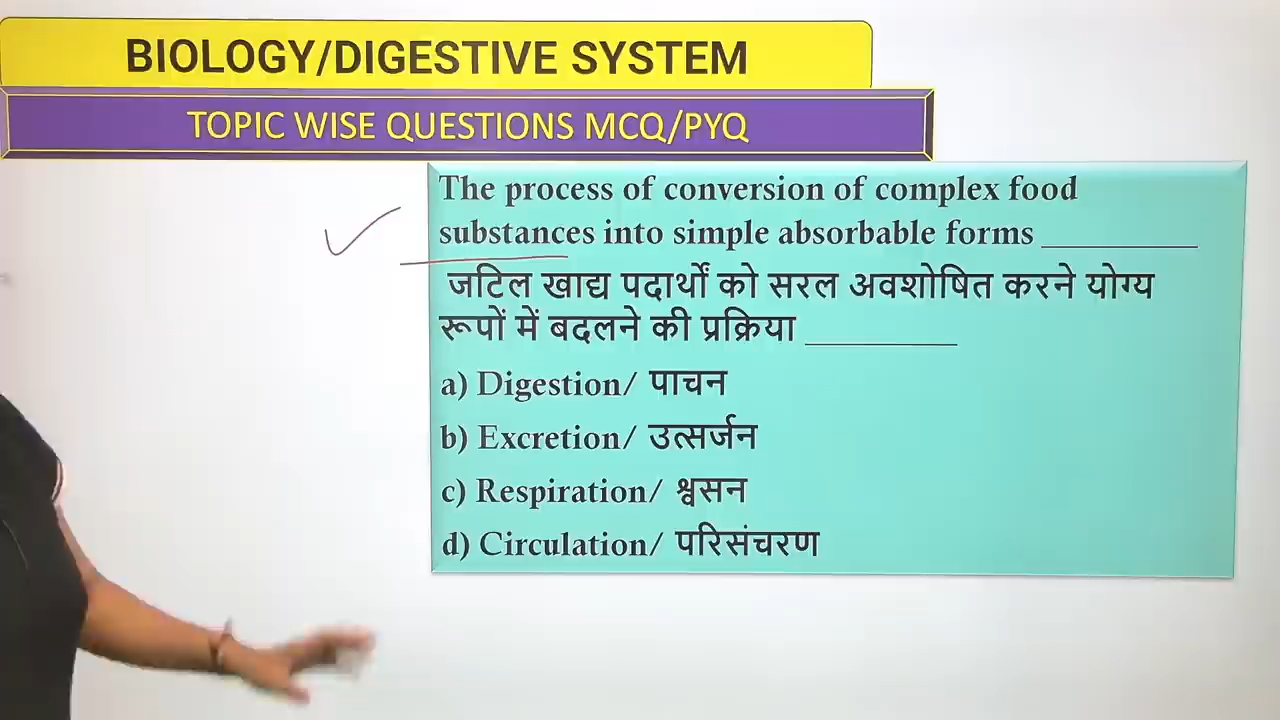 BIOLOGY/DIGESTIVE SYSTEM
TOPIC WISE QUESTIONS MCQ/PYQ
The process of conversion of complex food
substances into simple absorbable forms __________
जटिल खाद्य पदार्थों को सरल अवशोषित करने योग्य
रूपों में बदलने की प्रक्रिया __________
a) Digestion/ पाचन
b) Excretion/ उत्सर्जन
c) Respiration/ श्वसन
d) Circulation/ परिसंचरण